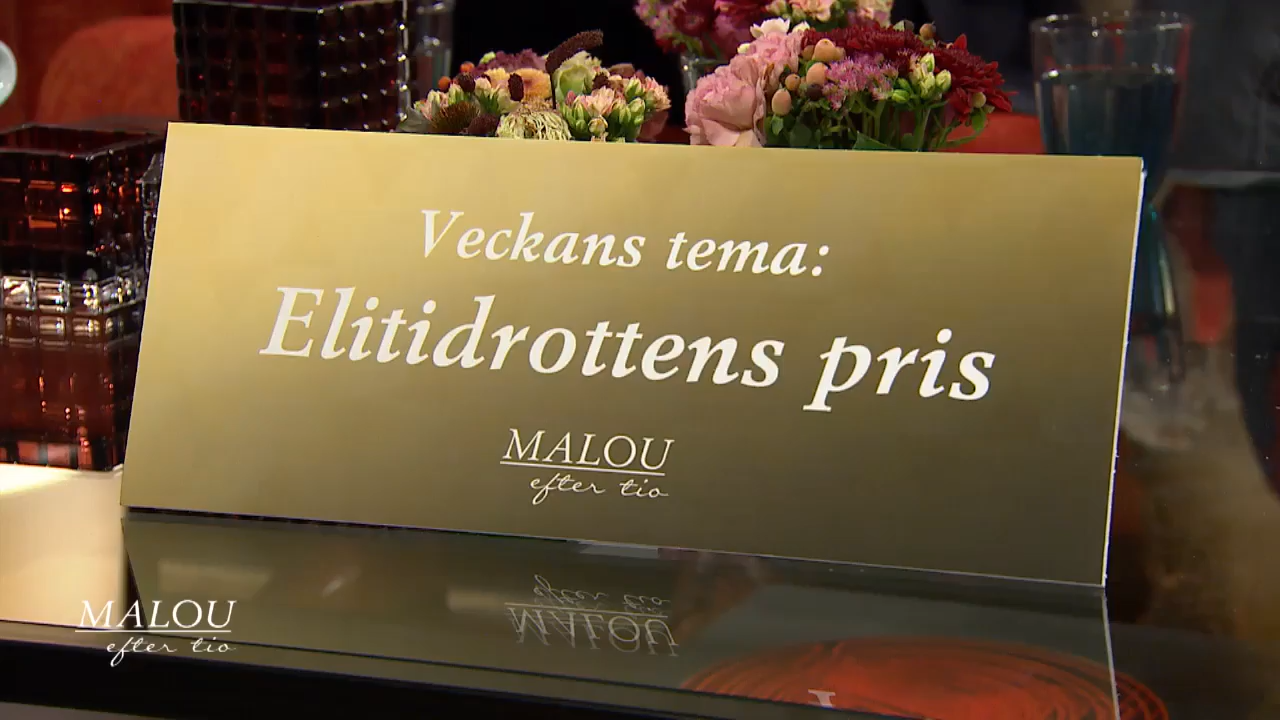 Veckans tema:
Elitidrottens pris
MALOU
efter tio
MALOU
efter tio